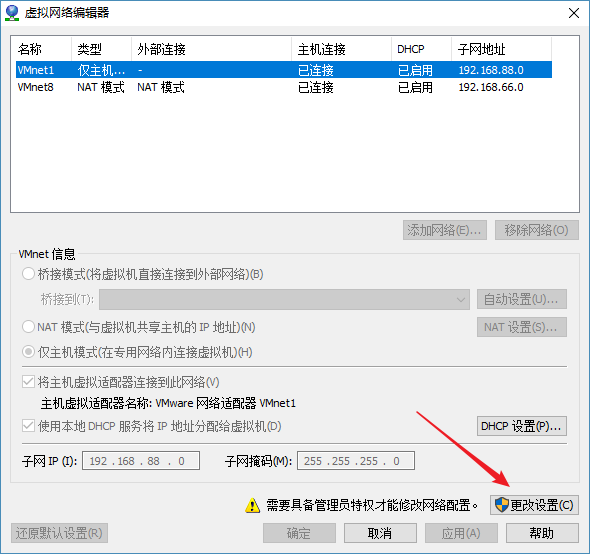 虚拟网络编辑器
名称 类型 外部连接 主机连接 DHCP 子网地址
VMnet1 仅主机... - 已连接 已启用 192.168.88.0
VMnet8 NAT 模式 NAT 模式 已连接 已启用 192.168.66.0
添加网络(E)... 移除网络(O)
VMnet 信息
桥接模式(将虚拟机直接连接到外部网络)(B)
桥接到(T): 自动设置(U)...
NAT 模式(与虚拟机共享主机的 IP 地址)(N) NAT 设置(S)...
仅主机模式(在专用网络内连接虚拟机)(H)
将主机虚拟适配器连接到此网络(V)
主机虚拟适配器名称: VMware 网络适配器 VMnet1
使用本地 DHCP 服务将 IP 地址分配给虚拟机(D) DHCP 设置(P)...
子网 IP (I): 192 . 168 . 88 . 0 子网掩码(M): 255 . 255 . 255 . 0
需要具备管理员特权才能修改网络配置。 更改设置(C)
还原默认设置(R) 确定 取消 应用(A) 帮助